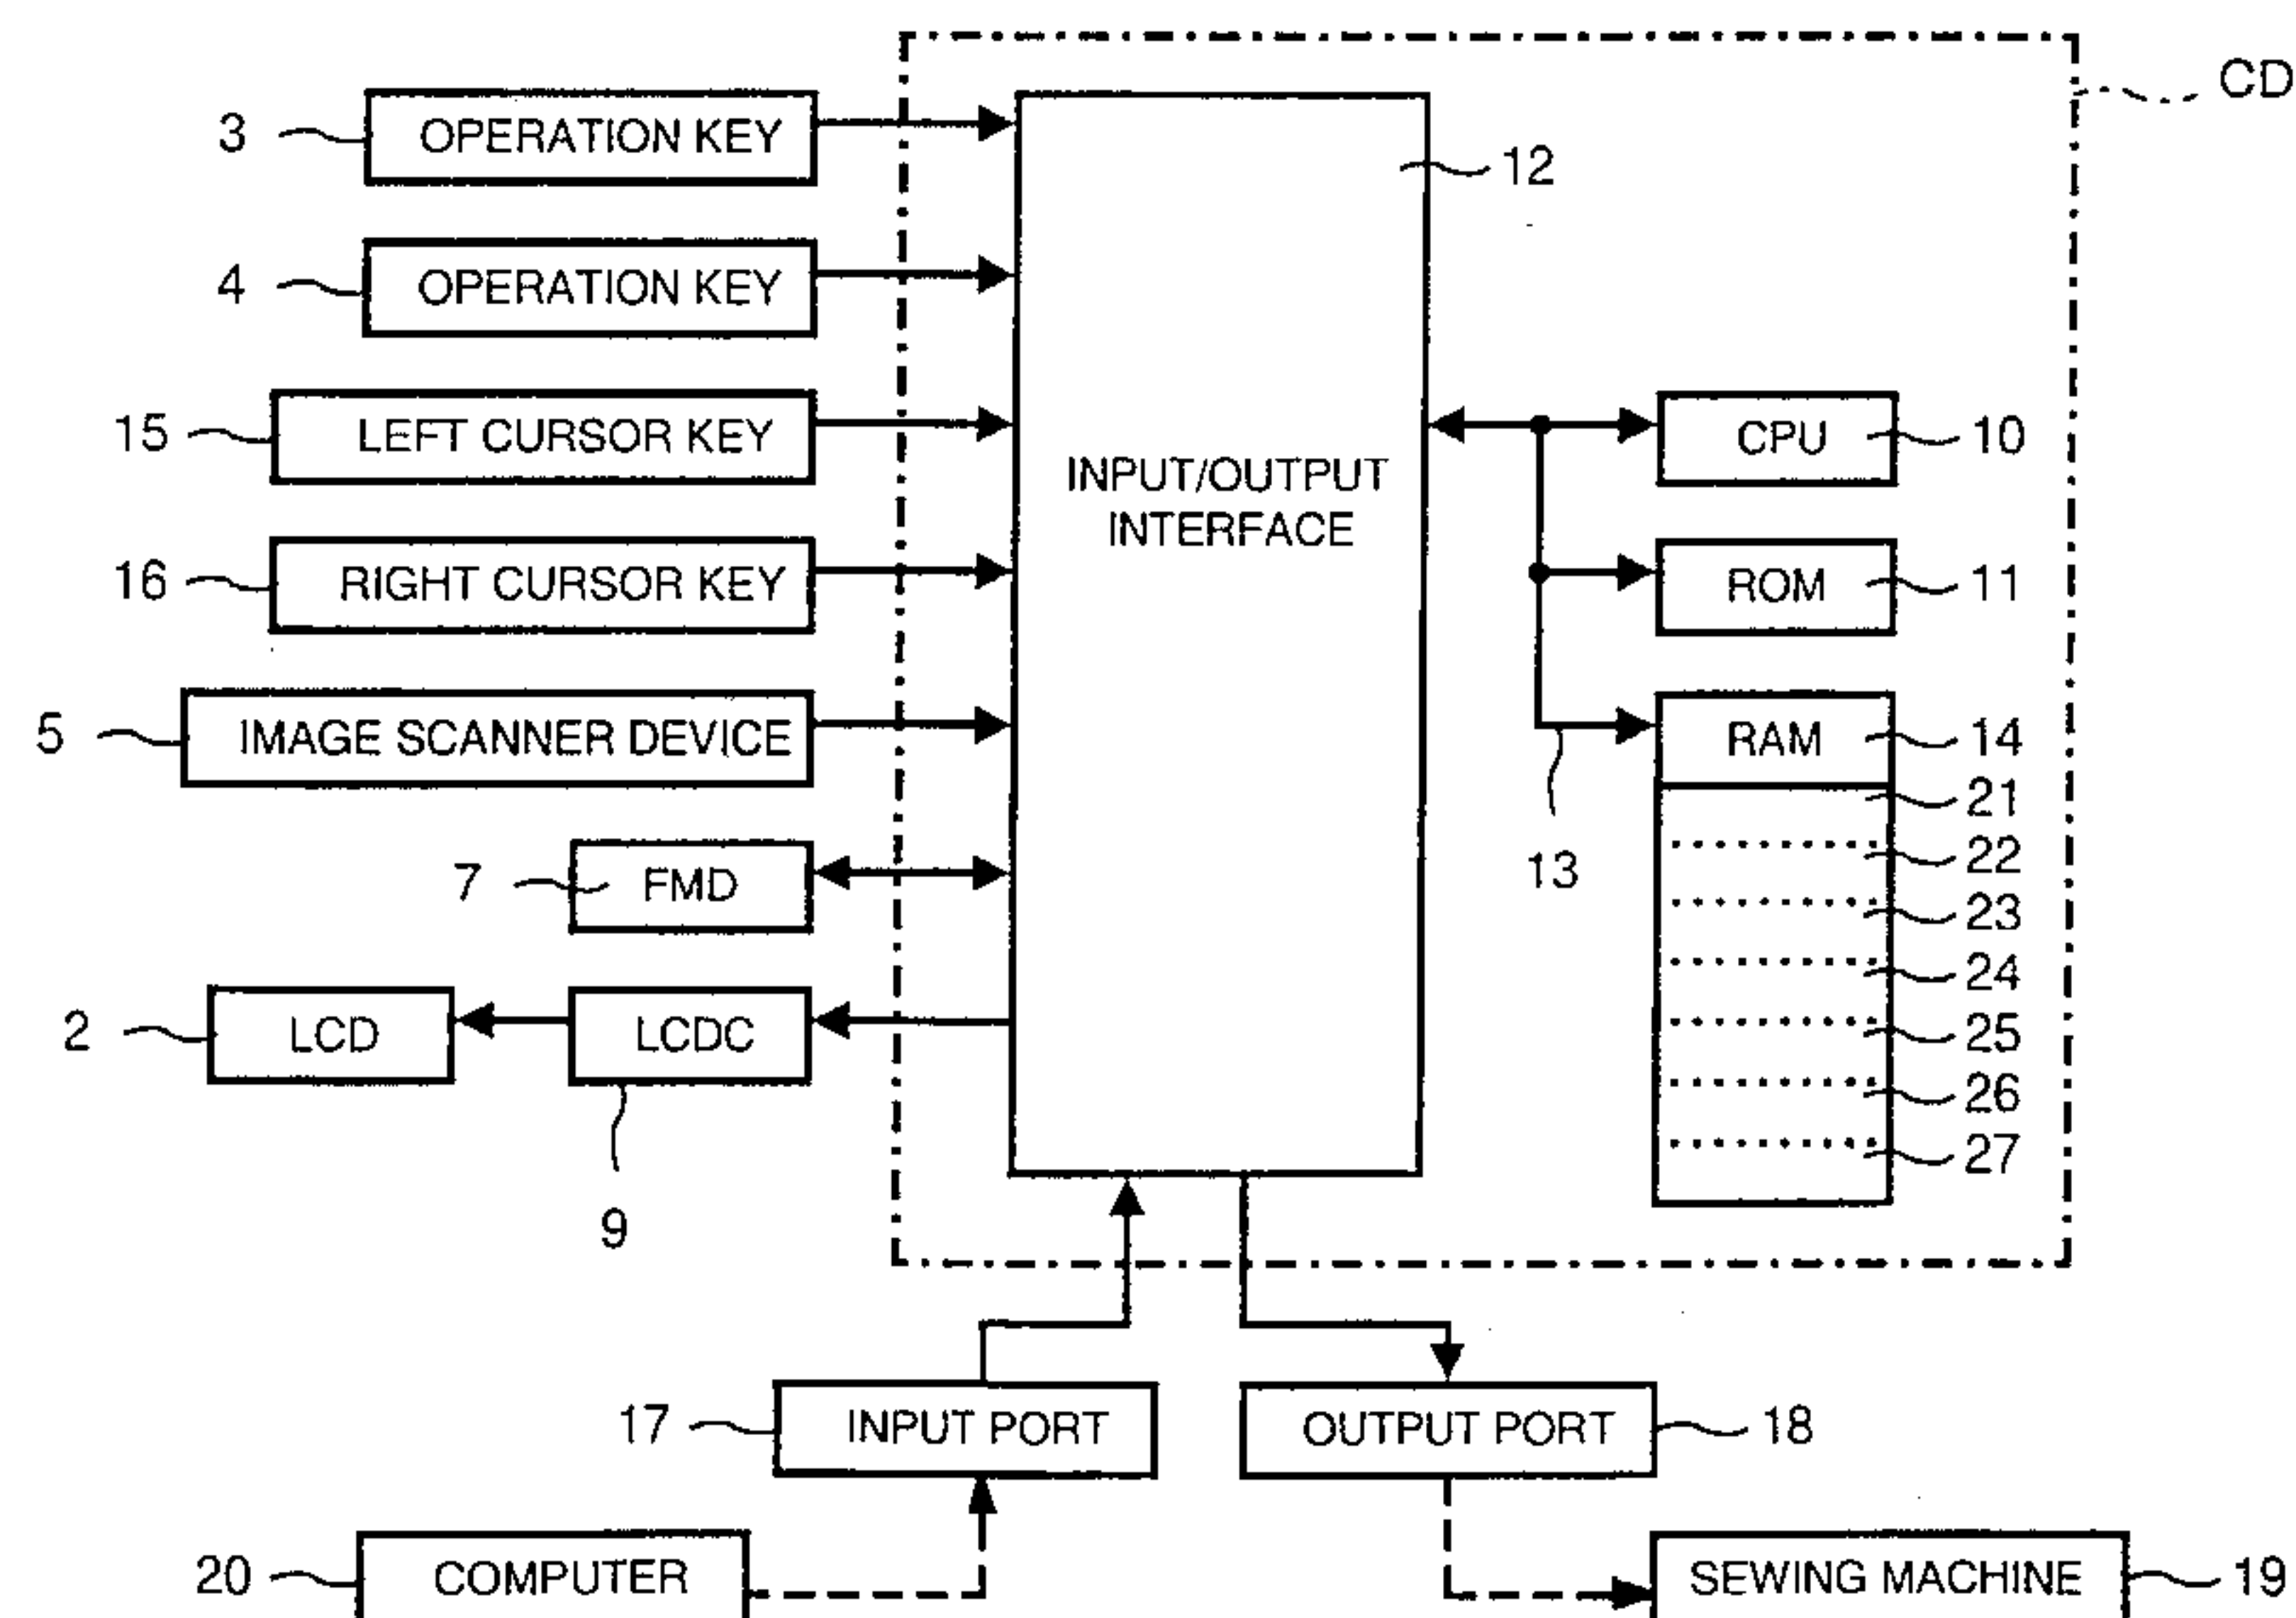 CD
3 OPERATION KEY
12
4 OPERATION KEY
15 LEFT CURSOR KEY
CPU 10
INPUT/OUTPUT
INTERFACE
16 RIGHT CURSOR KEY
ROM 11
5 IMAGE SCANNER DEVICE
RAM 14
21
13
22
7 FMD
23
24
2 LCD
LCDC
25
26
27
9
17 INPUT PORT
OUTPUT PORT 18
20 COMPUTER
SEWING MACHINE 19